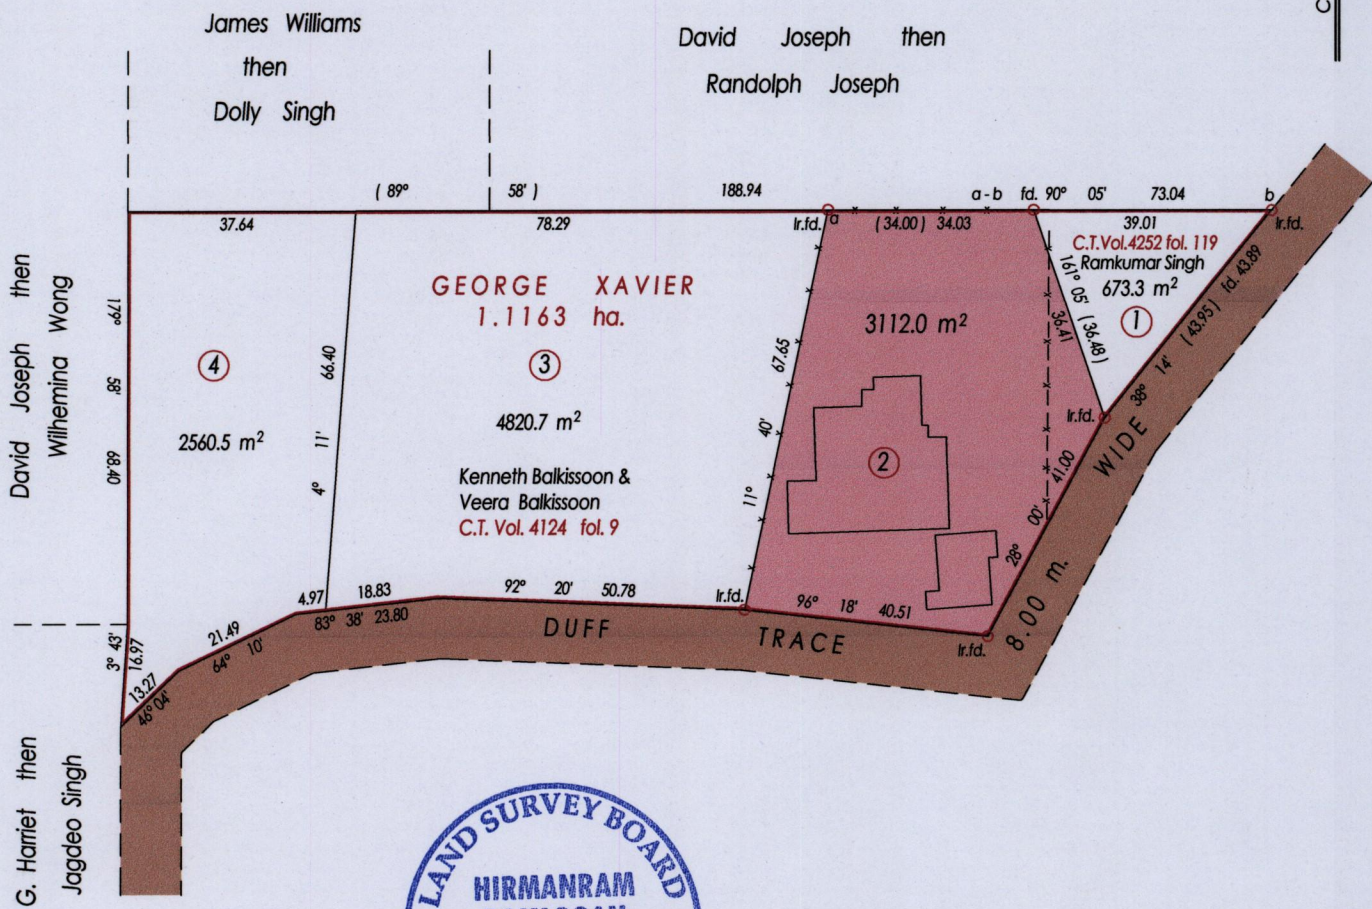 James Williams
then
Dolly Singh
David Joseph then
Randolph Joseph
( 89° 58' )
188.94
a - b fd. 90° 05' 73.04 b
37.64
78.29
Ir.fd. a
( 34.00 ) 34.03
39.01
Ir.fd.
C.T.Vol.4252 fol. 119
Ramkumar Singh
673.3 m²
1
161° 05' ( 36.48 )
36.41
38° 14' ( 43.95 ) fd. 43.89
David Joseph then
Wilhemina Wong
179° 58' 68.40
GEORGE XAVIER
1.1163 ha.
4
2560.5 m²
4° 11' 66.40
3
4820.7 m²
Kenneth Balkissoon &
Veera Balkissoon
C.T. Vol. 4124 fol. 9
11° 40' 67.65
3112.0 m²
2
Ir.fd.
28° 00' 41.00
8.00 m. WIDE
3° 43'
16.97
13.27
46° 04'
21.49
64° 10'
4.97 18.83
83° 38' 23.80
92° 20' 50.78
Ir.fd.
96° 18' 40.51
Ir.fd.
DUFF TRACE
G. Harriet then
Jagdeo Singh
LAND SURVEY BOARD
HIRMANRAM